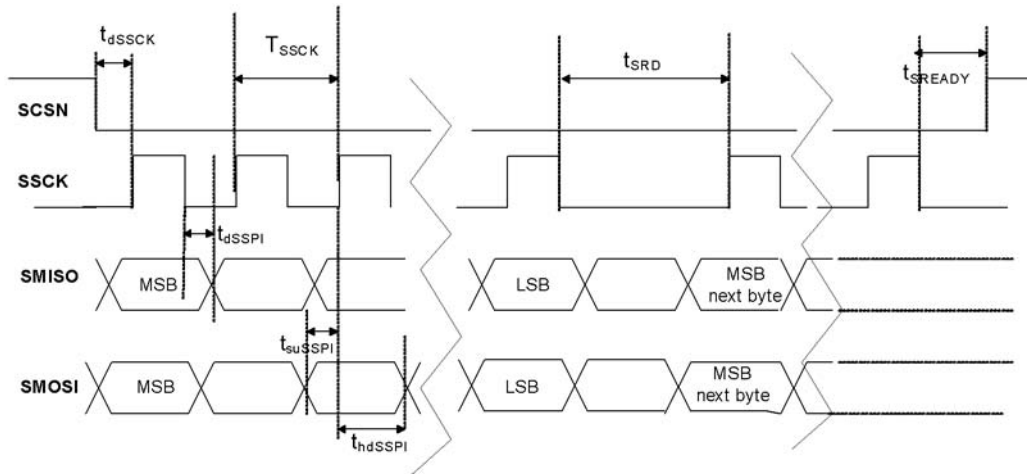 tdSSCK
TSSCK
tSRD
tSREADY
SCSN
SSCK
tdSSPI
SMISO
MSB
LSB
MSB
next byte
tsuSSPI
SMOSI
MSB
LSB
MSB
next byte
thdSSPI